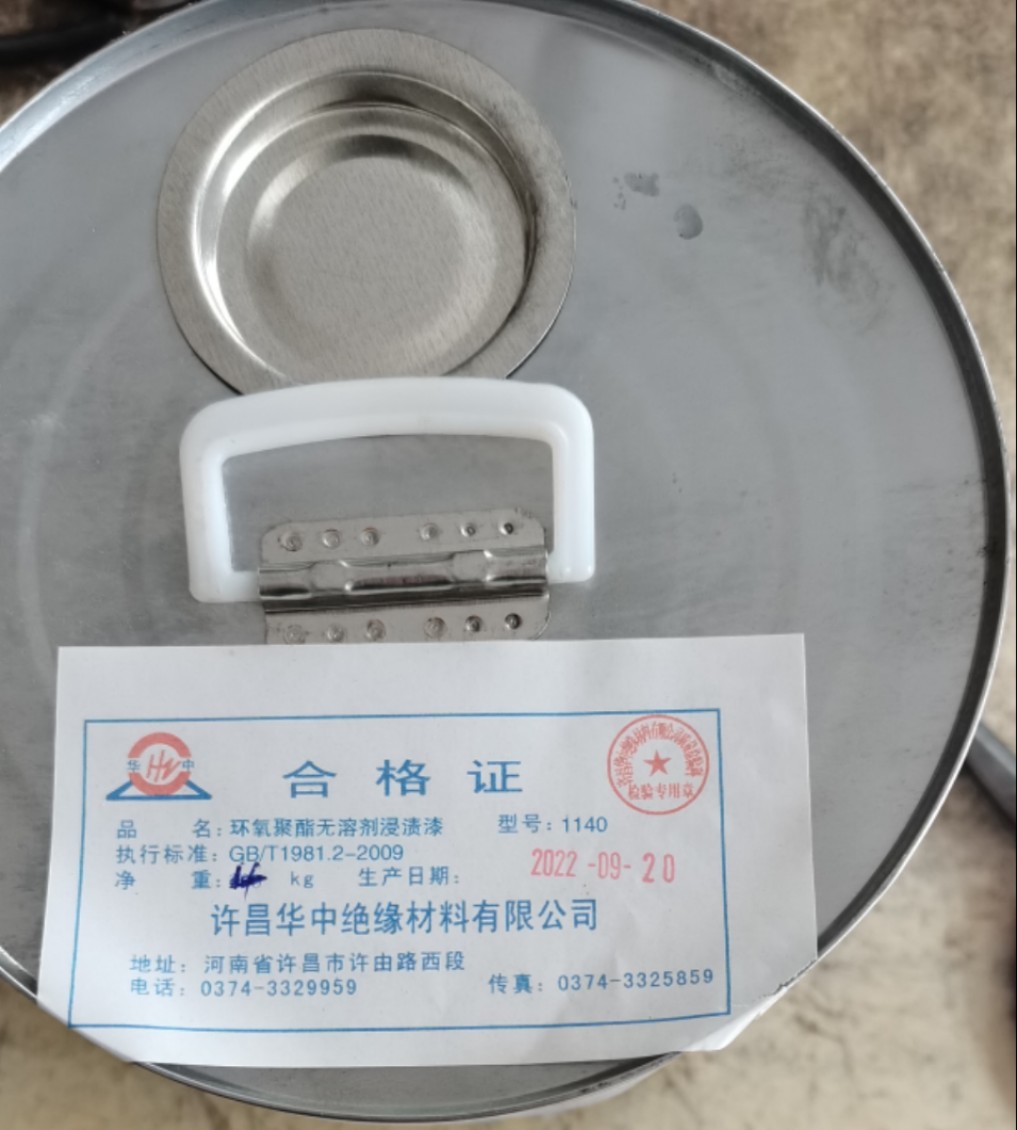 华 HW 中
合格证
检验专用章
品 名: 环氧聚酯无溶剂浸渍漆 型号: 1140
执行标准: GB/T1981.2-2009
2022-09-20
净 重: kg 生产日期:
许昌华中绝缘材料有限公司
地址: 河南省许昌市许由路西段
电话: 0374-3329959 传真: 0374-3325859